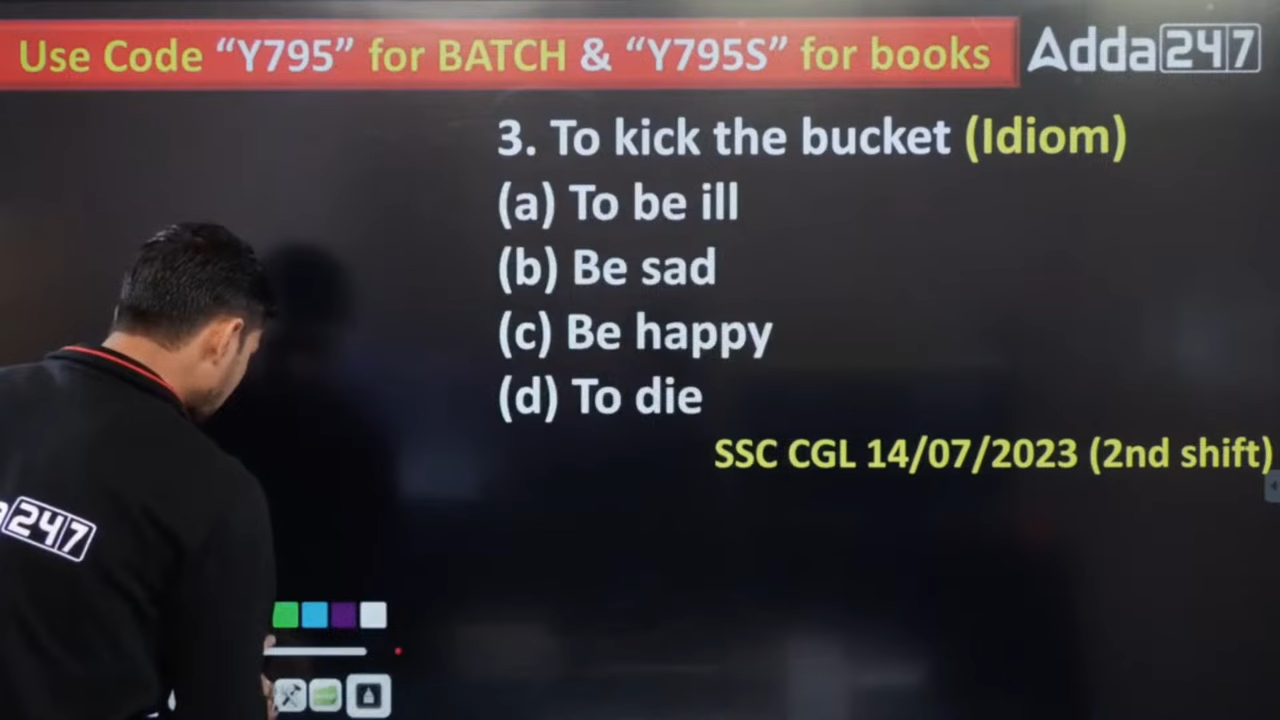 Use Code “Y795” for BATCH & “Y795S” for books
Adda247
3. To kick the bucket (Idiom)
(a) To be ill
(b) Be sad
(c) Be happy
(d) To die
SSC CGL 14/07/2023 (2nd shift)
a247